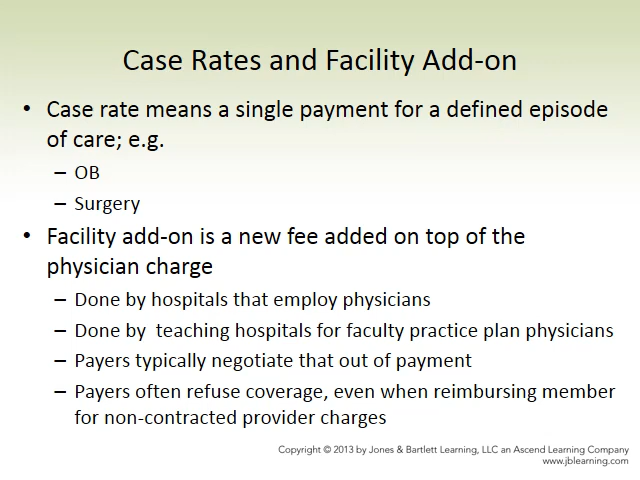 Case Rates and Facility Add-on
• Case rate means a single payment for a defined episode
of care; e.g.
– OB
– Surgery
• Facility add-on is a new fee added on top of the
physician charge
– Done by hospitals that employ physicians
– Done by  teaching hospitals for faculty practice plan physicians
– Payers typically negotiate that out of payment
– Payers often refuse coverage, even when reimbursing member
for non-contracted provider charges
Copyright © 2013 by Jones & Bartlett Learning, LLC an Ascend Learning Company
www.jblearning.com